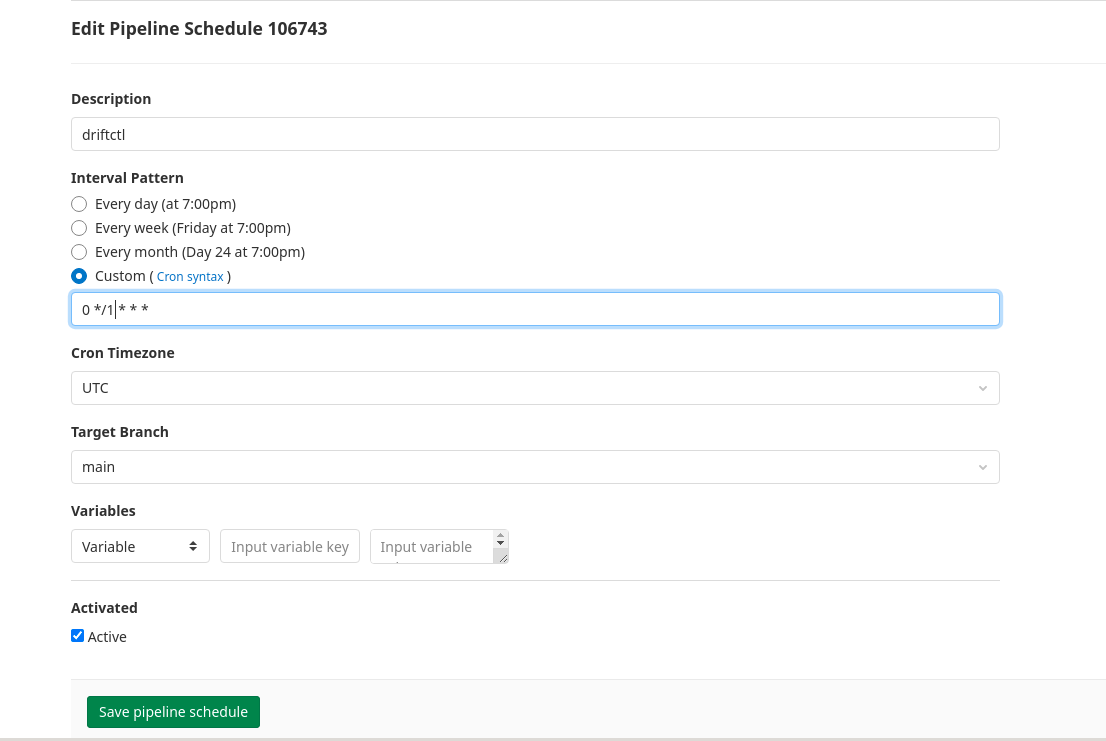 Edit Pipeline Schedule 106743
Description
driftctl
Interval Pattern
Every day (at 7:00pm)
Every week (Friday at 7:00pm)
Every month (Day 24 at 7:00pm)
Custom ( Cron syntax )
0 */1 * * *
Cron Timezone
UTC
Target Branch
main
Variables
Variable Input variable key Input variable
Activated
Active
Save pipeline schedule